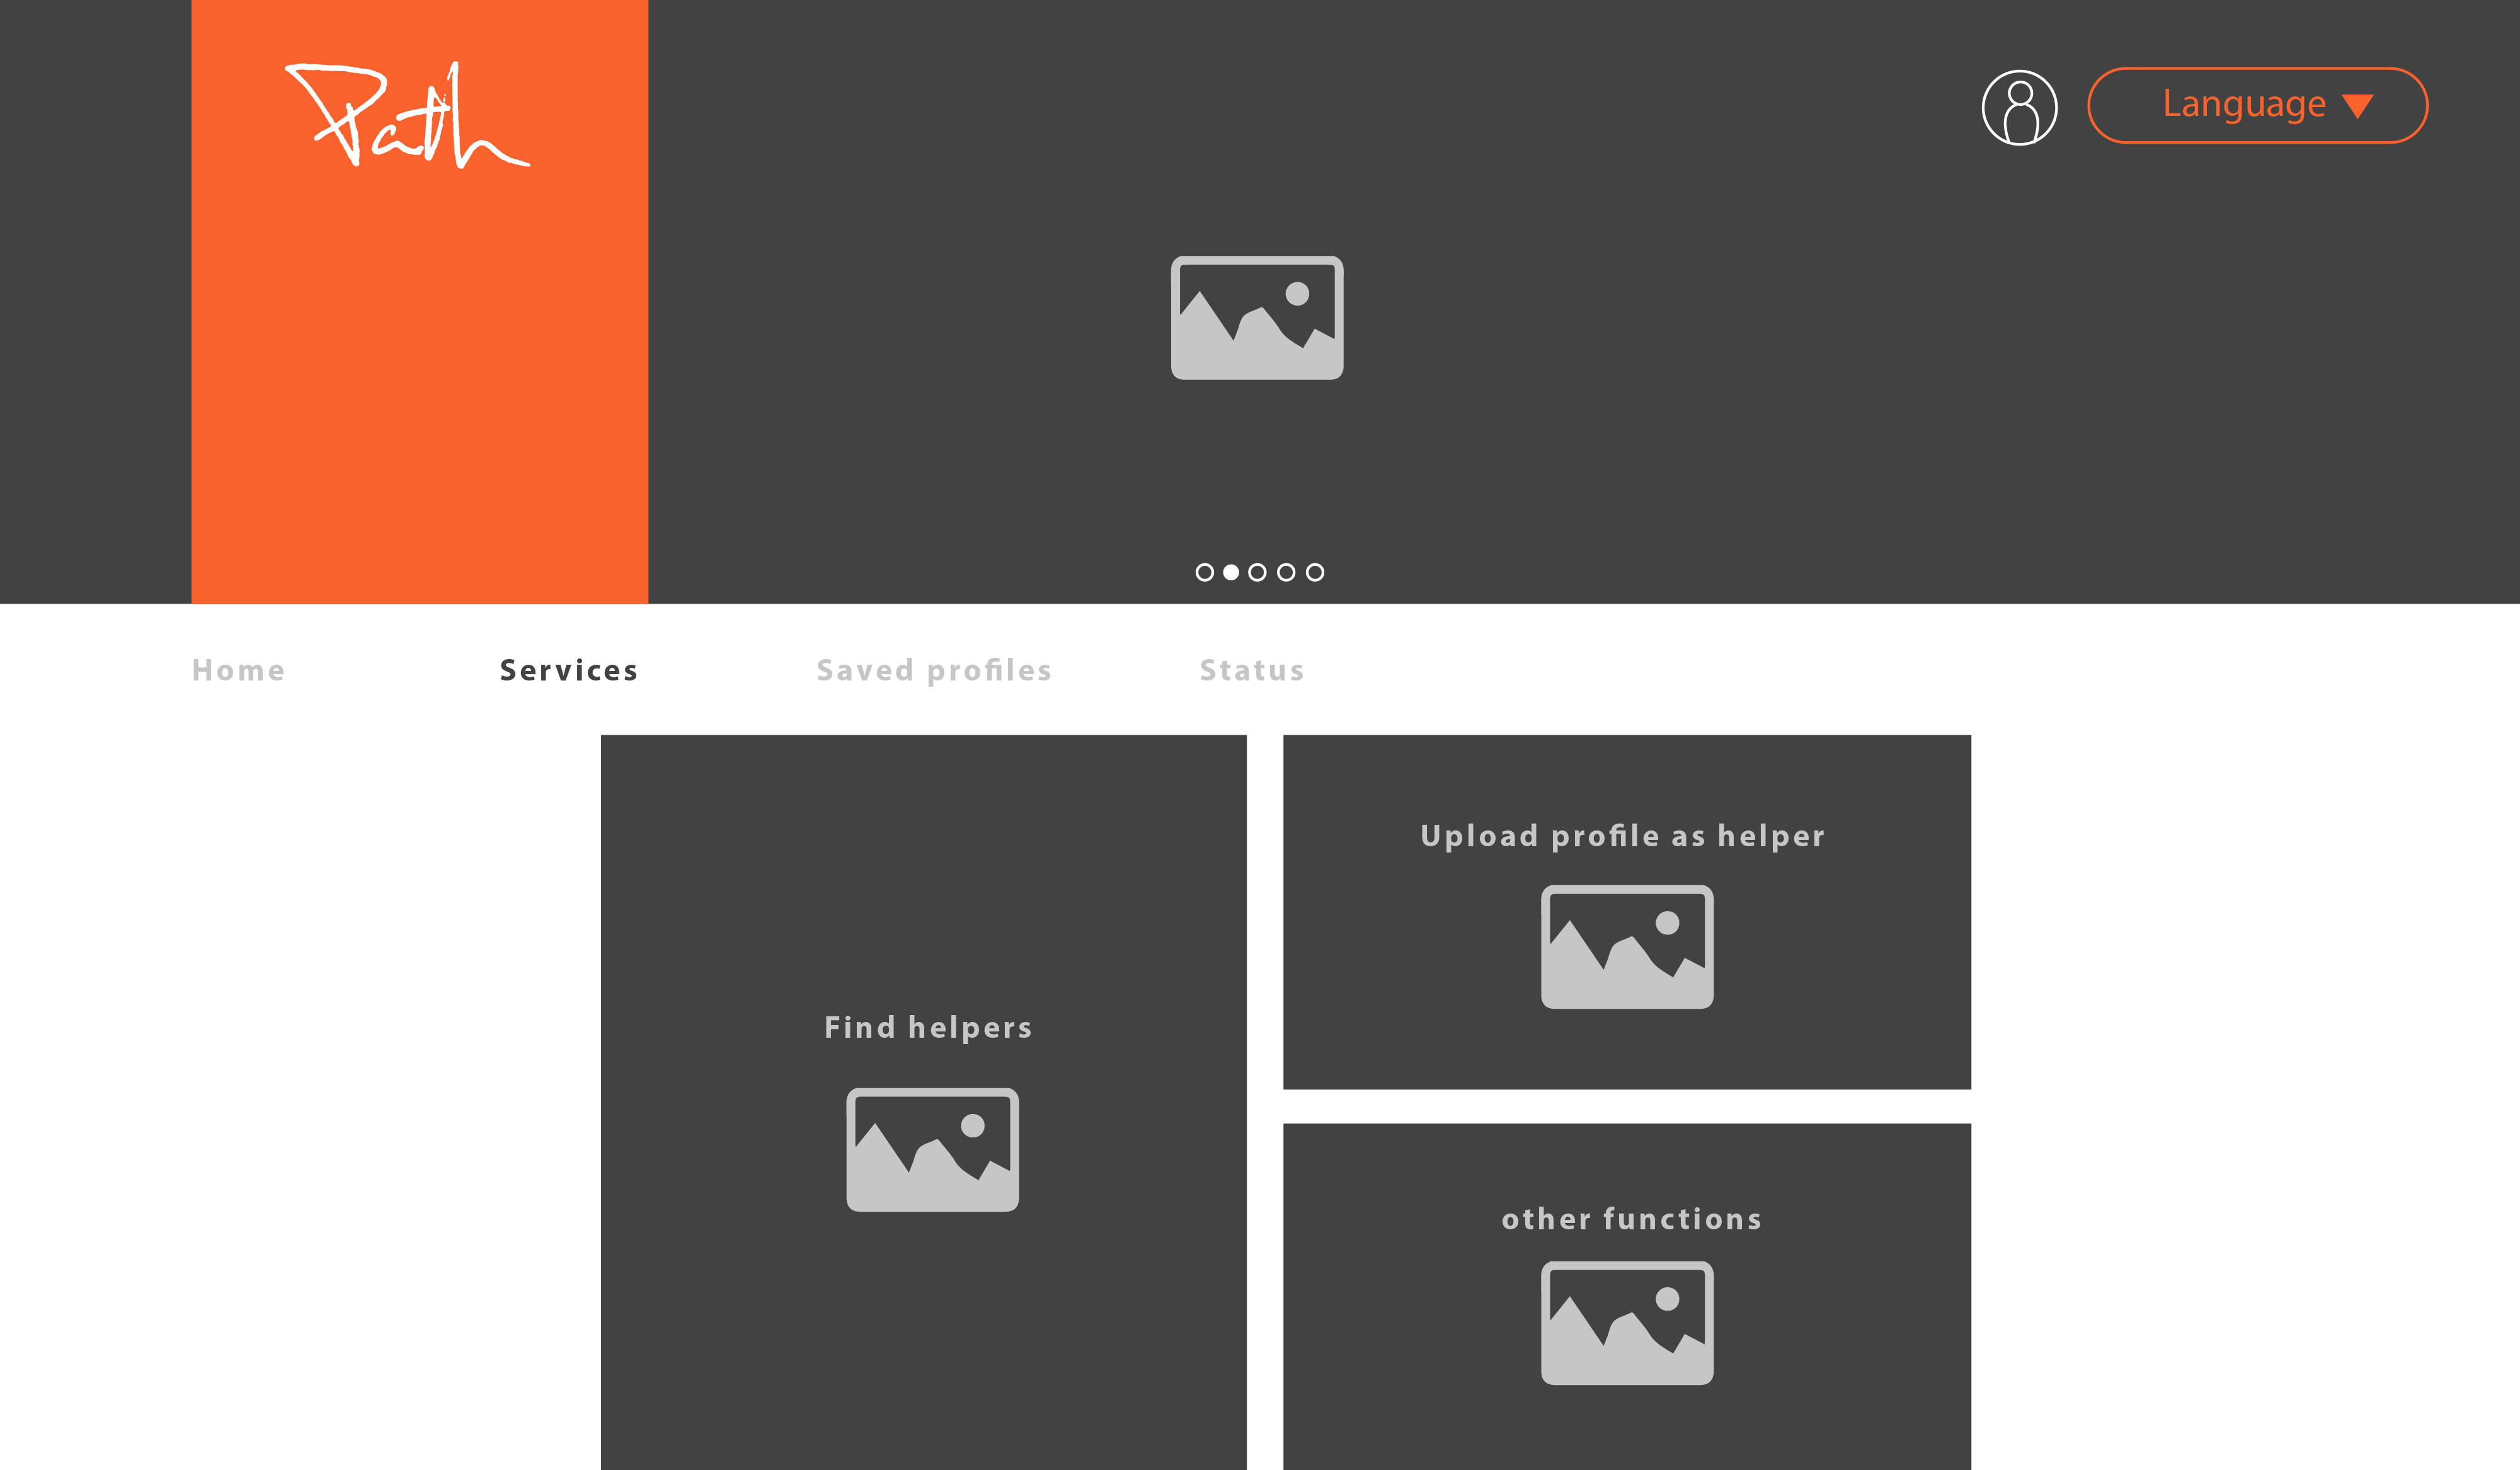 Path
Language
Home
Services
Saved profiles
Status
Upload profile as helper
Find helpers
other functions